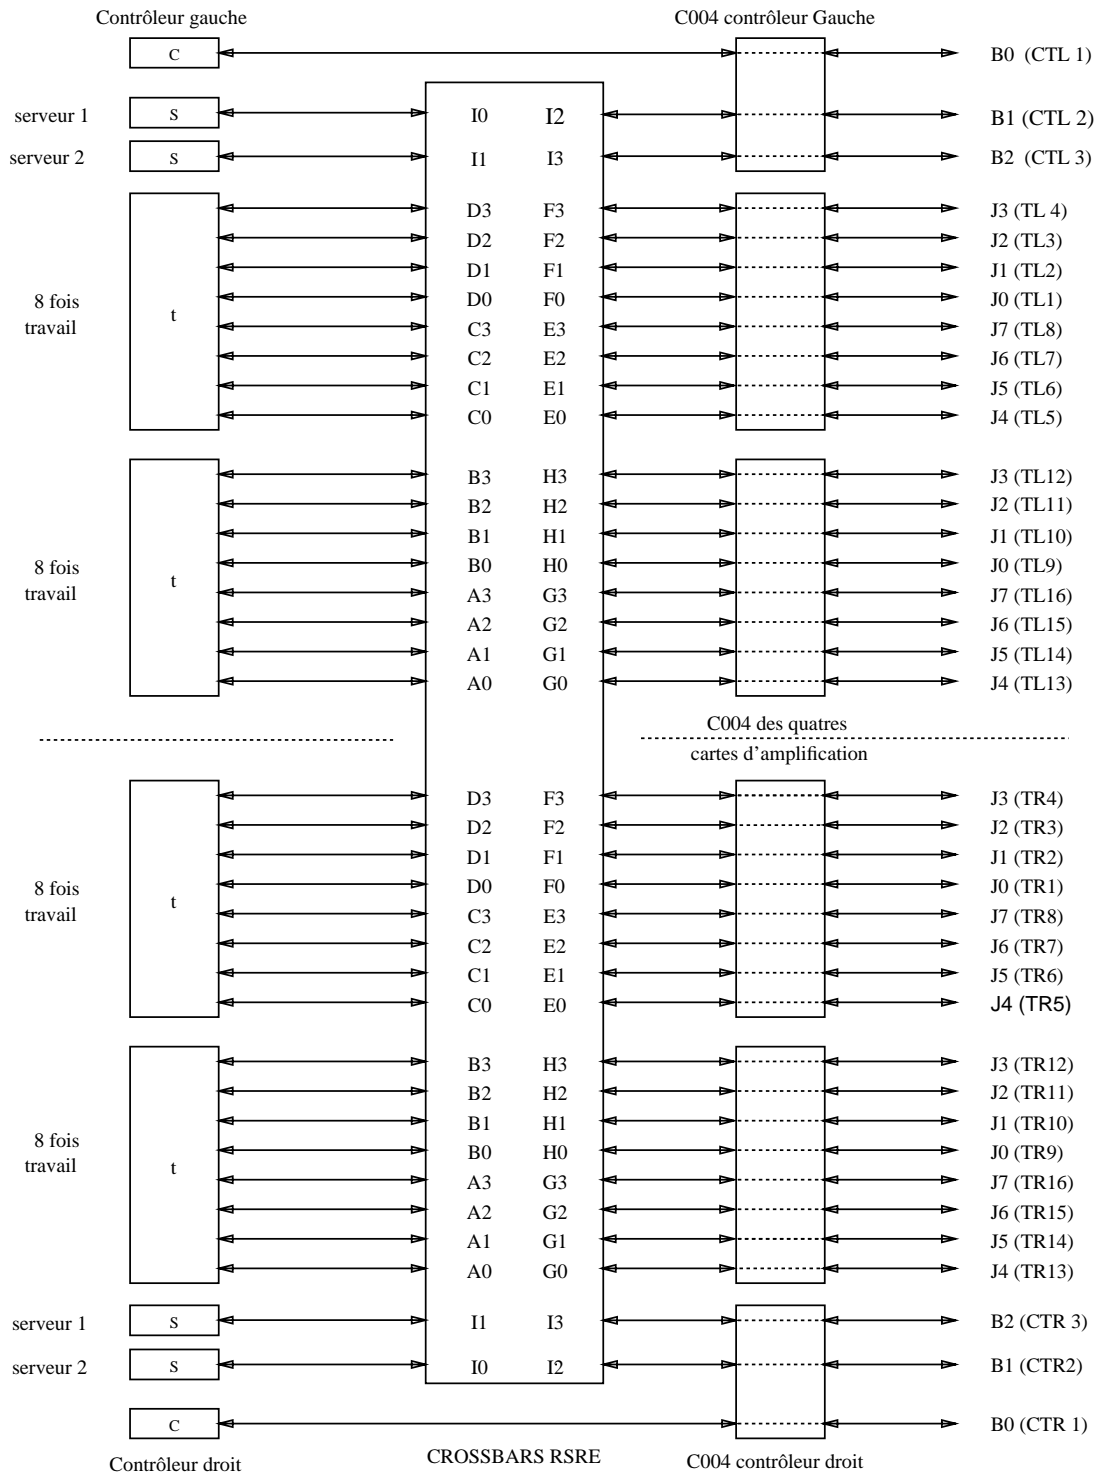 Contrôleur gauche C004 contrôleur Gauche
C B0 (CTL 1)
serveur 1 S I0 I2 B1 (CTL 2)
serveur 2 S I1 I3 B2 (CTL 3)
D3 F3 J3 (TL 4)
D2 F2 J2 (TL3)
D1 F1 J1 (TL2)
8 fois D0 F0 J0 (TL1)
travail t C3 E3 J7 (TL8)
C2 E2 J6 (TL7)
C1 E1 J5 (TL6)
C0 E0 J4 (TL5)
B3 H3 J3 (TL12)
B2 H2 J2 (TL11)
B1 H1 J1 (TL10)
8 fois B0 H0 J0 (TL9)
travail t A3 G3 J7 (TL16)
A2 G2 J6 (TL15)
A1 G1 J5 (TL14)
A0 G0 J4 (TL13)
C004 des quatres
cartes d'amplification
D3 F3 J3 (TR4)
D2 F2 J2 (TR3)
D1 F1 J1 (TR2)
8 fois D0 F0 J0 (TR1)
travail t C3 E3 J7 (TR8)
C2 E2 J6 (TR7)
C1 E1 J5 (TR6)
C0 E0 J4 (TR5)
B3 H3 J3 (TR12)
B2 H2 J2 (TR11)
B1 H1 J1 (TR10)
8 fois B0 H0 J0 (TR9)
travail t A3 G3 J7 (TR16)
A2 G2 J6 (TR15)
A1 G1 J5 (TR14)
A0 G0 J4 (TR13)
serveur 1 S I1 I3 B2 (CTR 3)
serveur 2 S I0 I2 B1 (CTR2)
C B0 (CTR 1)
Contrôleur droit CROSSBARS RSRE C004 contrôleur droit